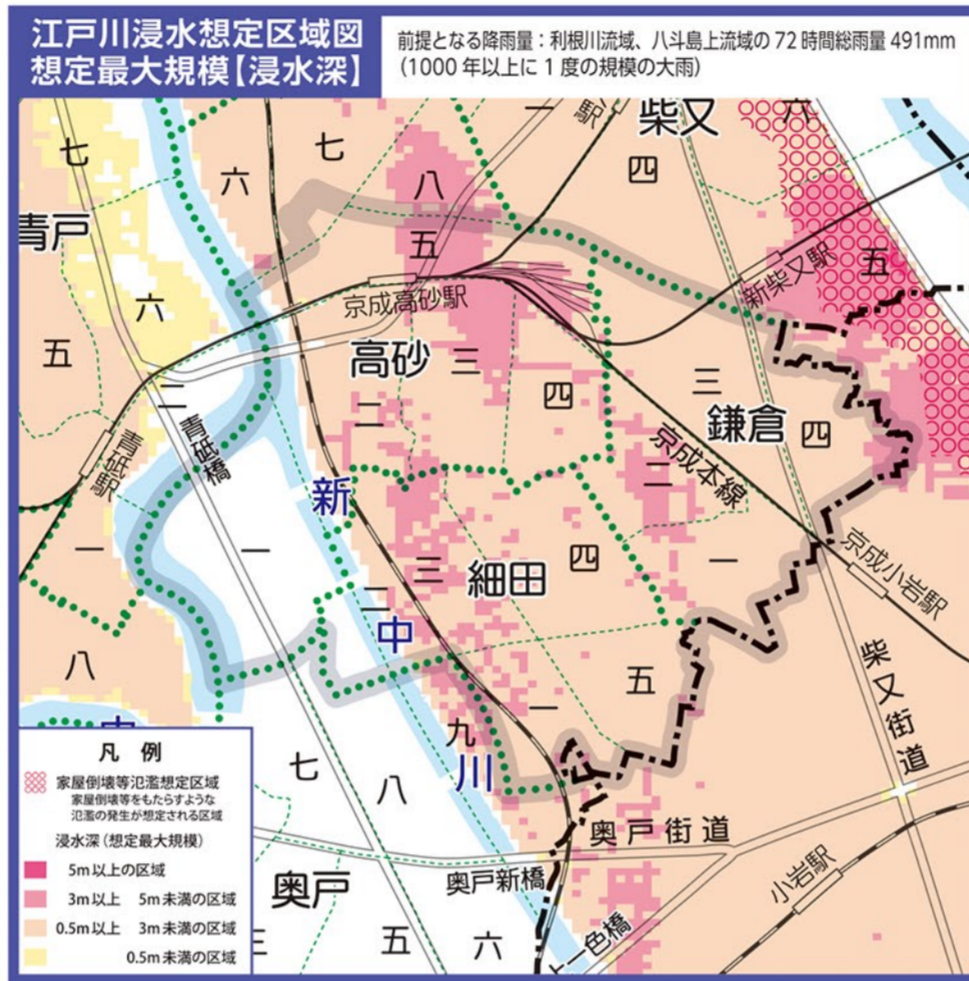 江戸川浸水想定区域図
想定最大規模【浸水深】
前提となる降雨量：利根川流域、八斗島上流域の72時間総雨量 491mm
(1000年以上に1度の規模の大雨)
柴又
六
一
駅
七
七
四
六
八
青戸
五
五
新柴又駅
六
京成高砂駅
五
高砂
三
三
二
四
二
鎌倉
四
青砥橋
青砥駅
京成本線
二
新
一
一
四
一
京成小岩駅
三
細田
二
中
八
五
柴又街道
一
九
川
七
八
奥戸街道
奥戸新橋
小岩駅
奥戸
五
六
上一色橋
凡 例
家屋倒壊等氾濫想定区域
家屋倒壊等をもたらすような
氾濫の発生が想定される区域
浸水深(想定最大規模)
5m以上の区域
3m以上 5m未満の区域
0.5m以上 3m未満の区域
0.5m未満の区域